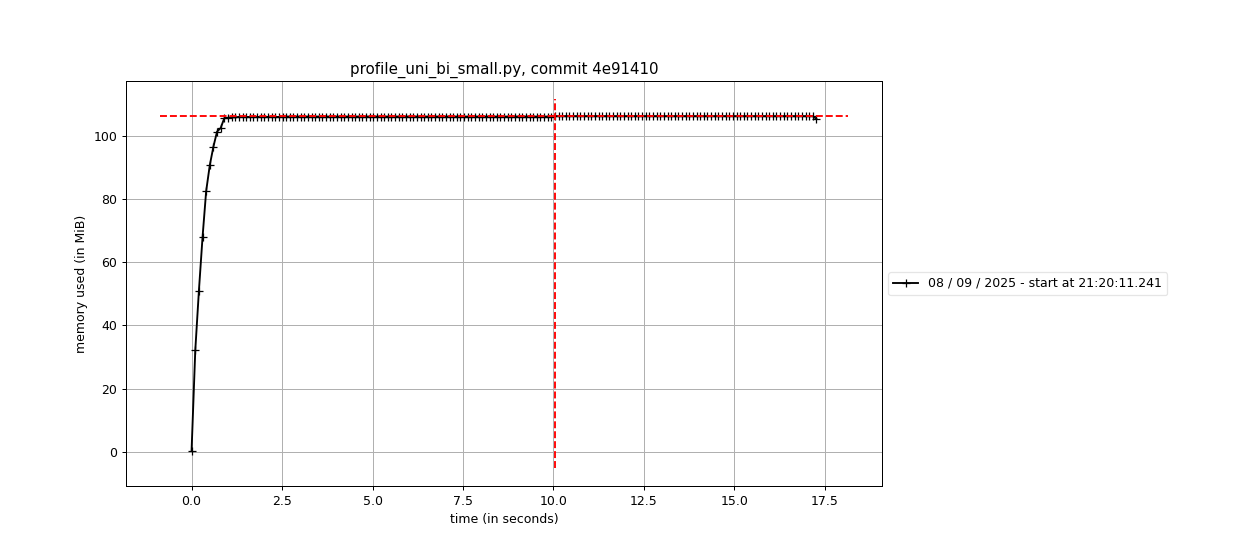 profile_uni_bi_small.py, commit 4e91410
memory used (in MiB)
100
80
60
40
20
0
0.0 2.5 5.0 7.5 10.0 12.5 15.0 17.5
time (in seconds)
08 / 09 / 2025 - start at 21:20:11.241